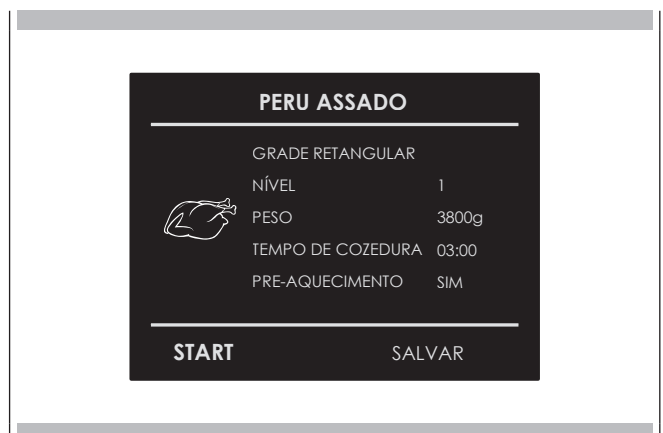 PERU ASSADO
GRADE RETANGULAR
NÍVEL 1
PESO 3800g
TEMPO DE COZEDURA 03:00
PRE-AQUECIMENTO SIM
START SALVAR